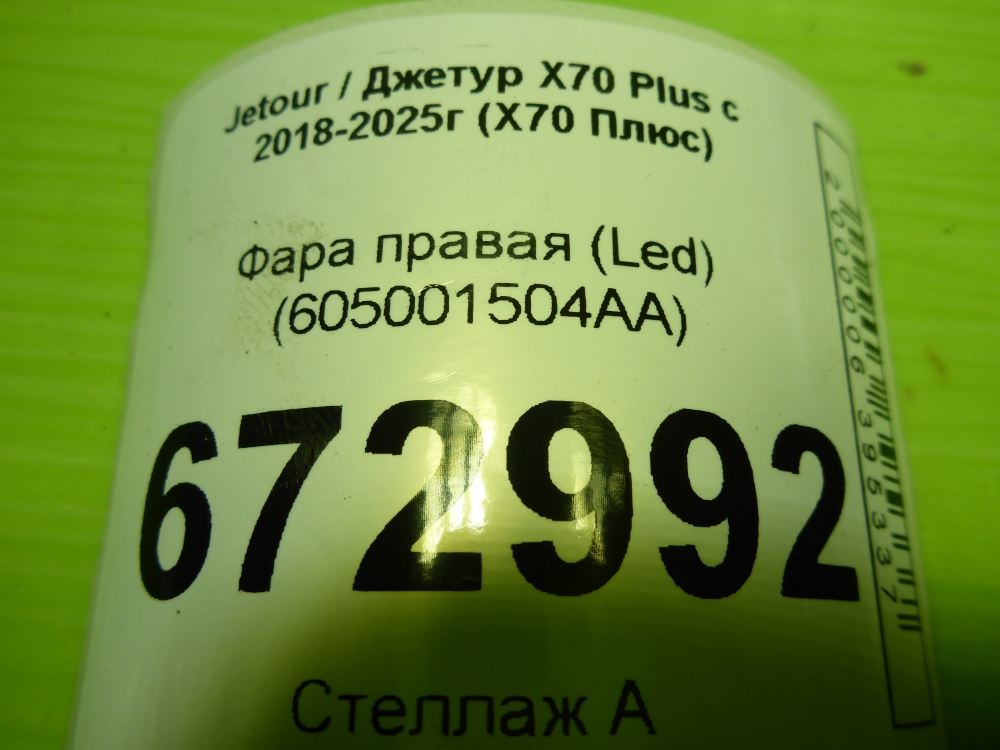 Jetour / Джетур X70 Plus с
2018-2025г (X70 Плюс)
Фара правая (Led)
(605001504AA)
672992
Стеллаж А
2000006395337